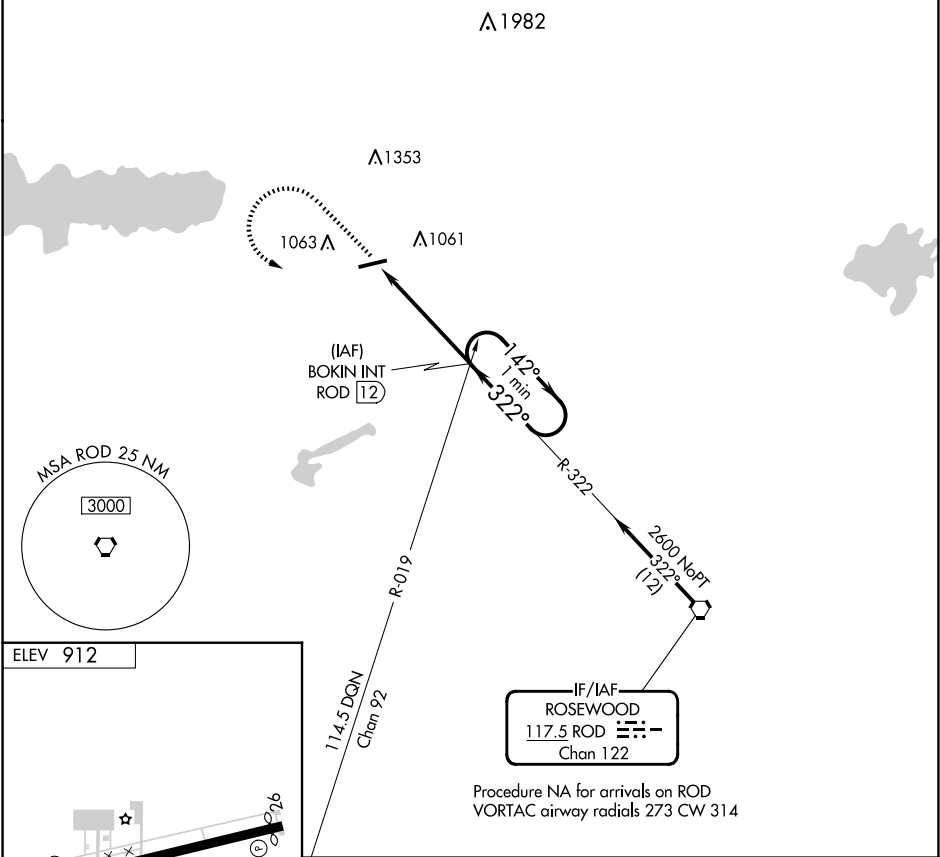 1982
1353
1063
1061
(IAF)
BOKIN INT
ROD 12
142°
1 min
322°
MSA ROD 25 NM
3000
R-322
2600 NoPT
322°
(12)
R-019
114.5 DQN
Chan 92
IF/IAF
ROSEWOOD
117.5 ROD
Chan 122
Procedure NA for arrivals on ROD
VORTAC airway radials 273 CW 314
ELEV 912
26
P